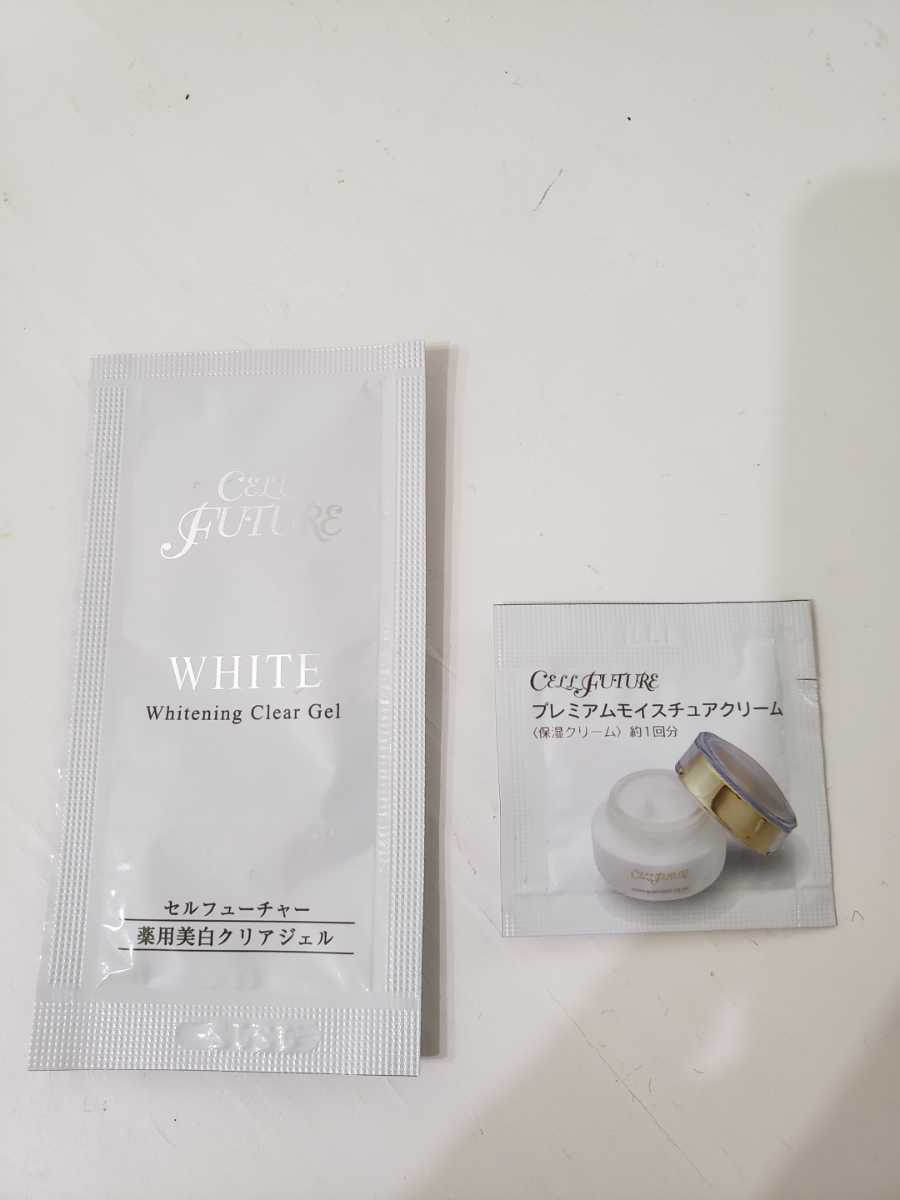 CELL
FUTURE
WHITE
Whitening Clear Gel
セルフューチャー
薬用美白クリアジェル
CELL FUTURE
プレミアムモイスチュアクリーム
〈保湿クリーム〉約1回分
CELL FUTURE